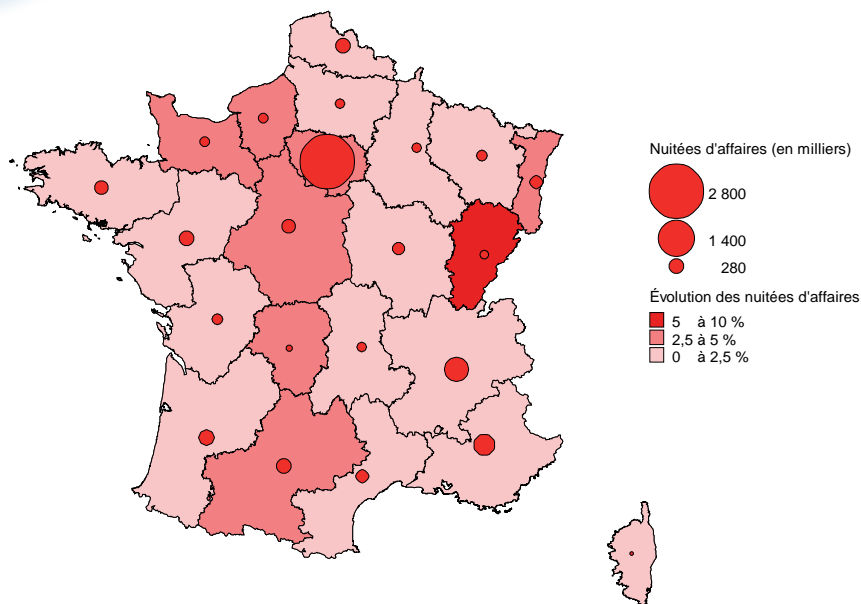 Nuitées d'affaires (en milliers)
2 800
1 400
280
Évolution des nuitées d'affaires
5 à 10 %
2,5 à 5 %
0 à 2,5 %